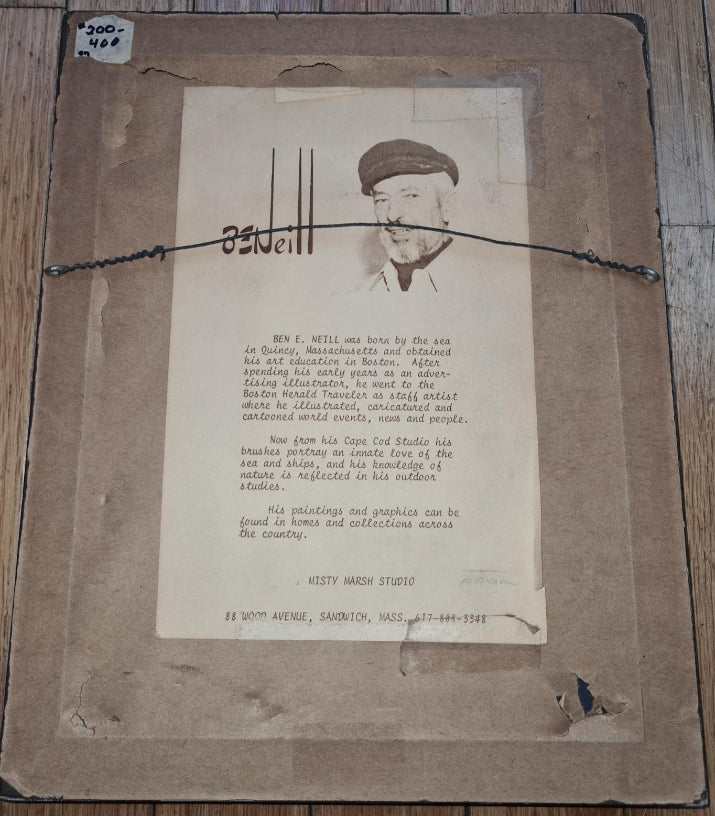 200-
400
BENeill
BEN E. NEILL was born by the sea
in Quincy, Massachusetts and obtained
his art education in Boston. After
spending his early years as an adver-
tising illustrator, he went to the
Boston Herald Traveler as staff artist
where he illustrated, caricatured and
cartooned world events, news and people.
Now from his Cape Cod Studio his
brushes portray an innate love of the
sea and ships, and his knowledge of
nature is reflected in his outdoor
studies.
His paintings and graphics can be
found in homes and collections across
the country.
MISTY MARSH STUDIO
88 WOOD AVENUE, SANDWICH, MASS. 617-888-3348